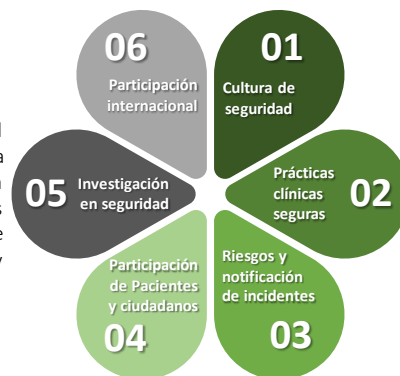 01
Cultura de
seguridad
02
Prácticas
clínicas
seguras
03
Riesgos y
notificación
de incidentes
04
Participación
de Pacientes
y ciudadanos
05
Investigación
en seguridad
06
Participación
internacional